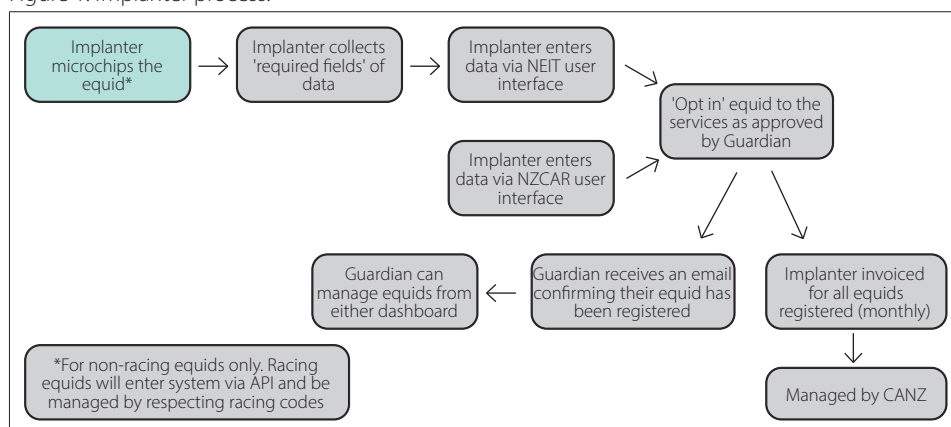 Implanter
microchips the
equid*
Implanter collects
'required fields' of
data
Implanter enters
data via NEIT user
interface
'Opt in' equid to the
services as approved
by Guardian
Implanter enters
data via NZCAR user
interface
Guardian can
manage equids from
either dashboard
Guardian receives an email
confirming their equid has
been registered
Implanter invoiced
for all equids
registered (monthly)
*For non-racing equids only. Racing
equids will enter system via API and be
managed by respecting racing codes
Managed by CANZ